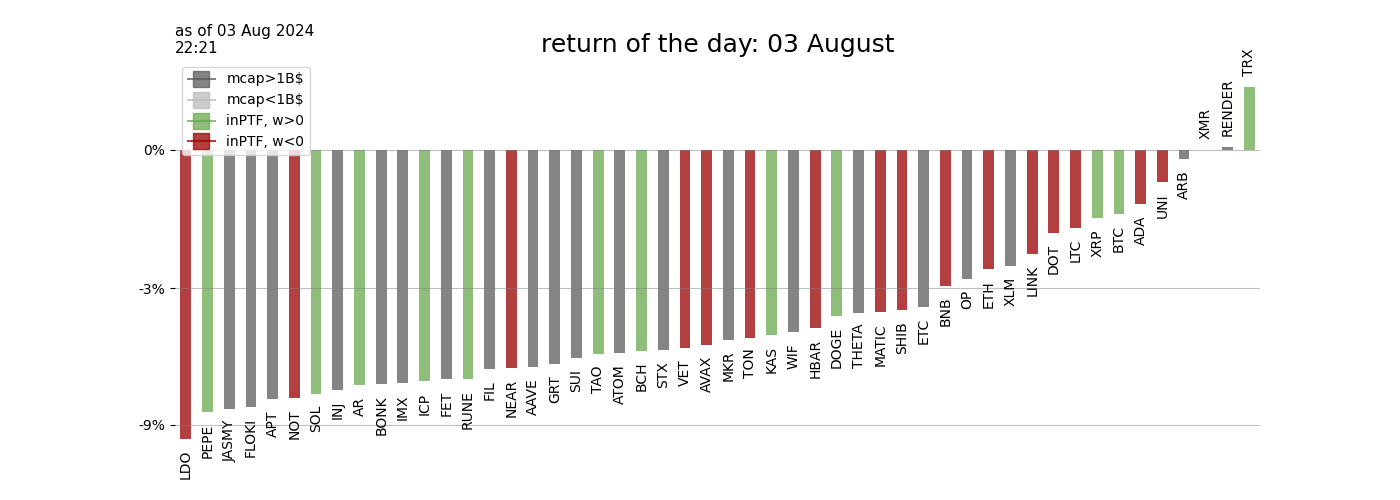 as of 03 Aug 2024
22:21
return of the day: 03 August
mcap>1B$
mcap<1B$
inPTF, w>0
inPTF, w<0
0%
-3%
-9%
LDO
PEPE
JASMY
FLOKI
APT
NOT
SOL
INJ
AR
BONK
IMX
ICP
FET
RUNE
FIL
NEAR
AAVE
GRT
SUI
TAO
ATOM
BCH
STX
VET
AVAX
MKR
TON
KAS
WIF
HBAR
DOGE
THETA
MATIC
SHIB
ETC
BNB
OP
ETH
XLM
LINK
DOT
LTC
XRP
BTC
ADA
UNI
ARB
XMR
RENDER
TRX